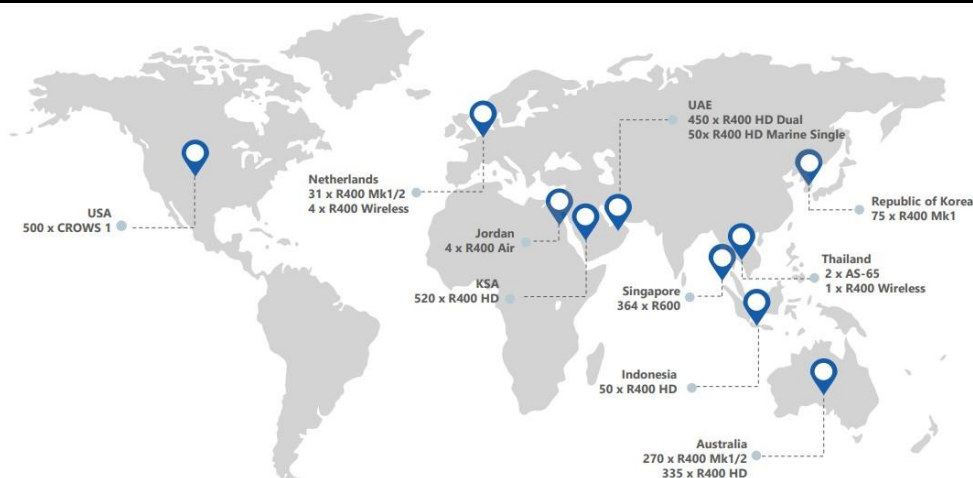 UAE
450 x R400 HD Dual
50x R400 HD Marine Single
Netherlands
31 x R400 Mk1/2
4 x R400 Wireless
USA
500 x CROWS 1
Republic of Korea
75 x R400 Mk1
Jordan
4 x R400 Air
Thailand
2 x AS-65
1 x R400 Wireless
KSA
520 x R400 HD
Singapore
364 x R600
Indonesia
50 x R400 HD
Australia
270 x R400 Mk1/2
335 x R400 HD